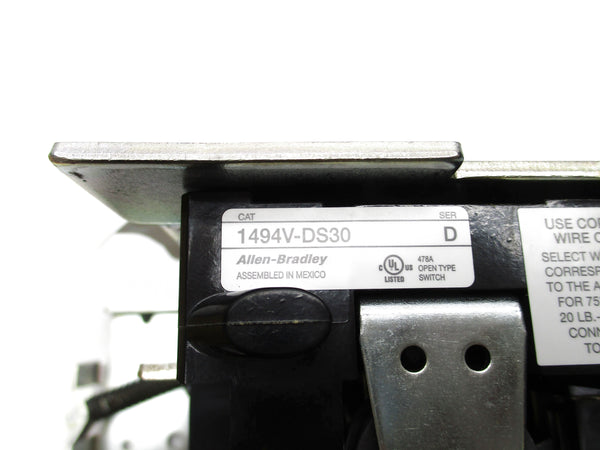 CAT SER
1494V-DS30 D
Allen-Bradley
ASSEMBLED IN MEXICO
C UL US
LISTED
478A
OPEN TYPE
SWITCH
USE COP
WIRE O
SELECT W
CORRESP
TO THE A
FOR 75
20 LB.-
CONN
TO